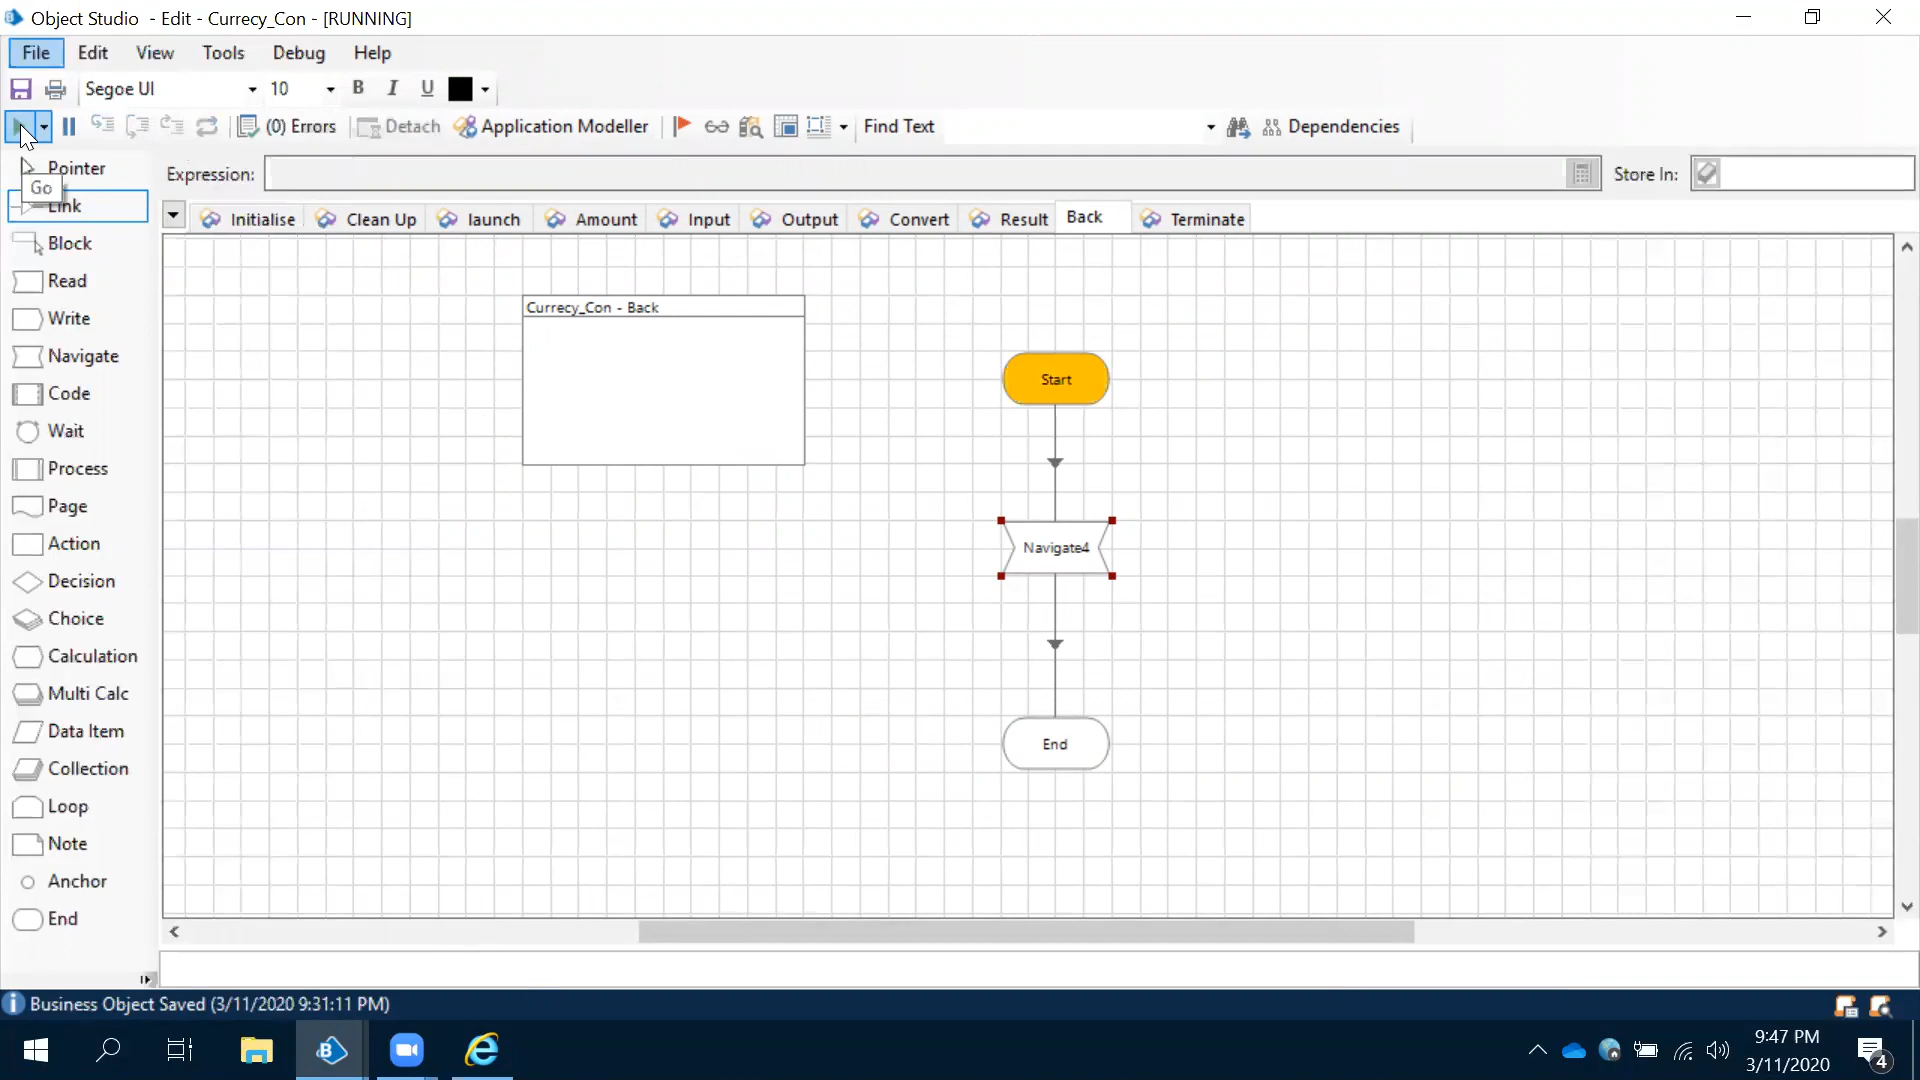 Object Studio - Edit - Currecy_Con - [RUNNING]
File Edit View Tools Debug Help
Segoe UI 10 B I U
(0) Errors Detach Application Modeller Find Text Dependencies
Pointer
Go
Link
Expression: Store In:
Initialise Clean Up launch Amount Input Output Convert Result Back Terminate
Block
Read
Write
Navigate
Code
Wait
Process
Page
Action
Decision
Choice
Calculation
Multi Calc
Data Item
Collection
Loop
Note
Anchor
End
Currecy_Con - Back
Start
Navigate4
End
Business Object Saved (3/11/2020 9:31:11 PM)
9:47 PM
3/11/2020
4